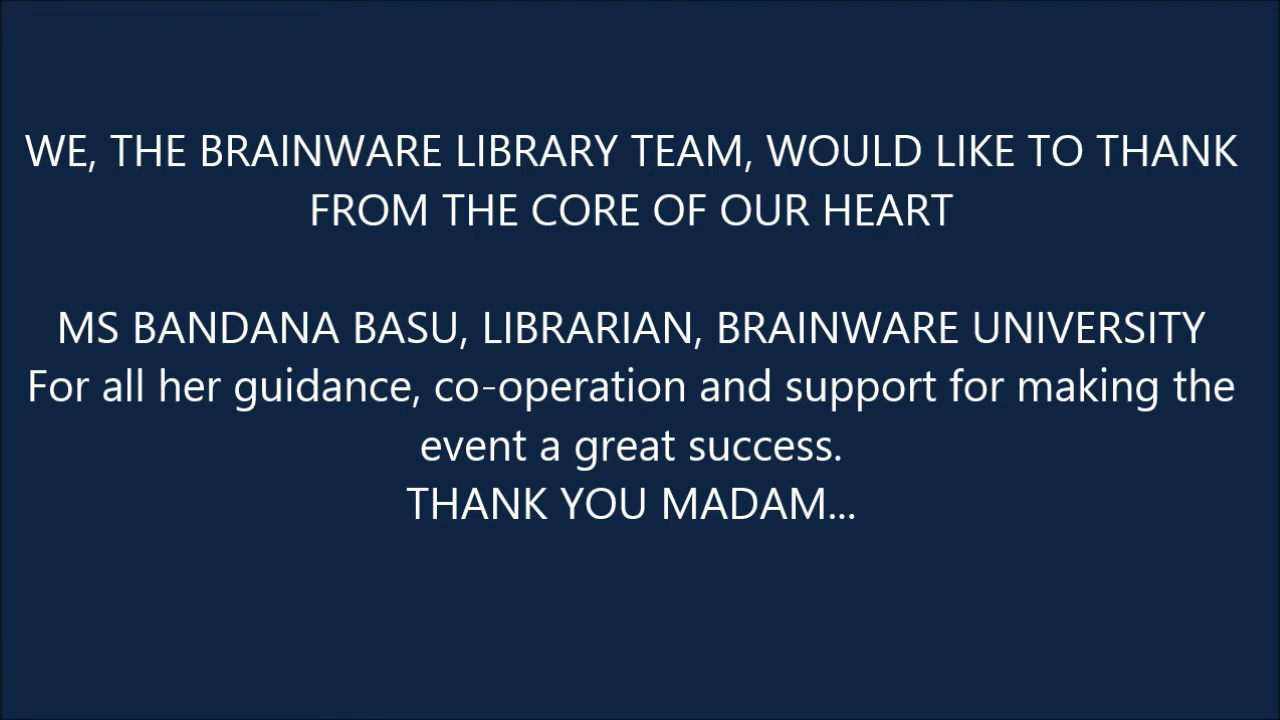 WE, THE BRAINWARE LIBRARY TEAM, WOULD LIKE TO THANK
FROM THE CORE OF OUR HEART
MS BANDANA BASU, LIBRARIAN, BRAINWARE UNIVERSITY
For all her guidance, co-operation and support for making the
event a great success.
THANK YOU MADAM...